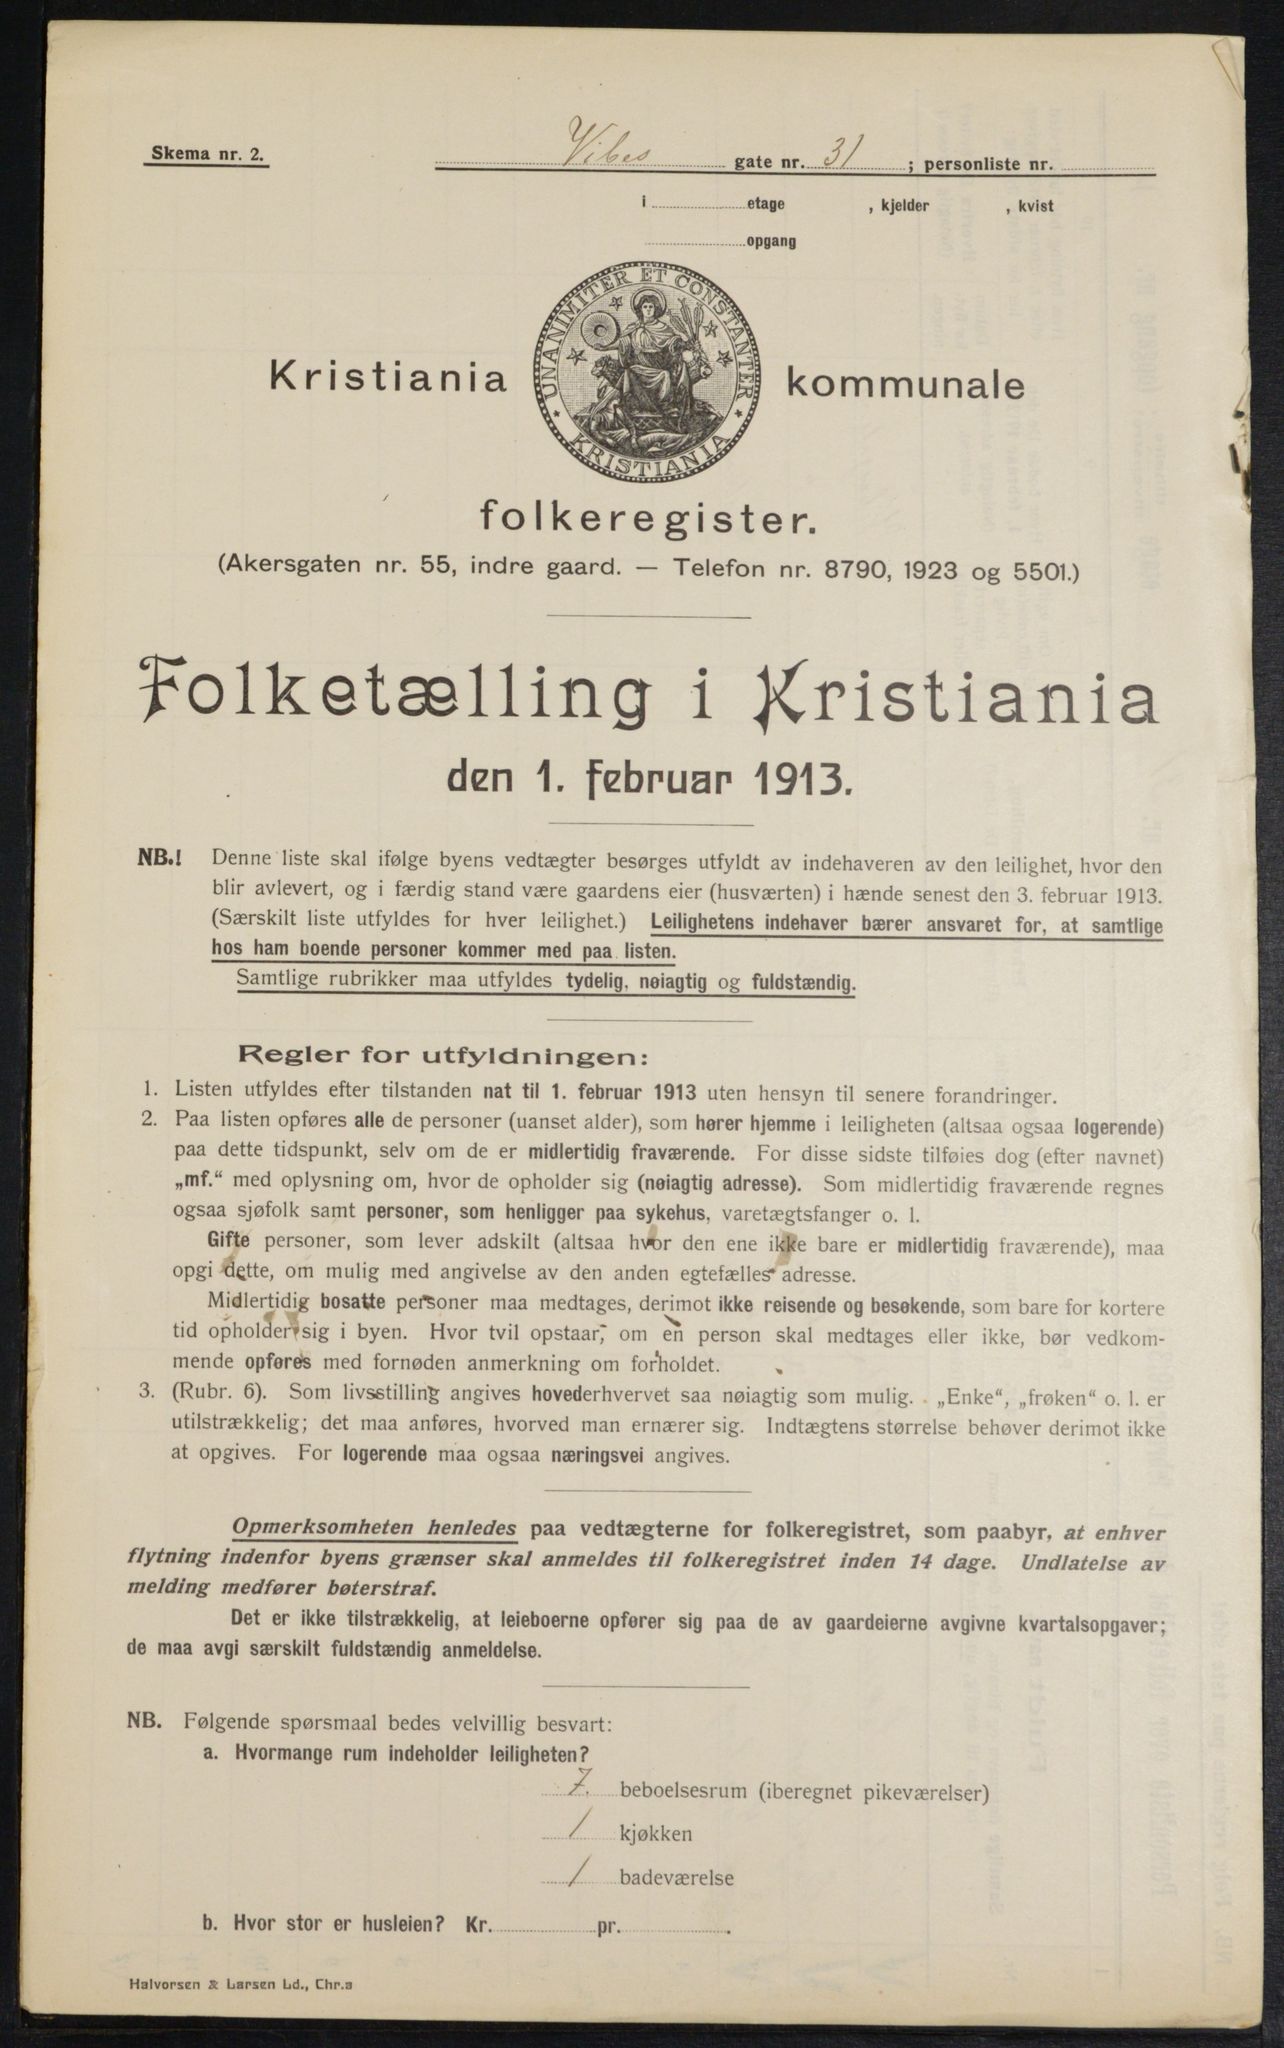 Skema nr. 2.
Vibes gate nr. 31; personliste nr.
i etage , kjelder , kvist
opgang
UNANIMITER ET CONSTANTER
KRISTIANIA
Kristiania kommunale
folkeregister.
(Akersgaten nr. 55, indre gaard. — Telefon nr. 8790, 1923 og 5501.)
Folketælling i Kristiania
den 1. februar 1913.
NB.! Denne liste skal ifølge byens vedtægter besørges utfyldt av indehaveren av den leilighet, hvor den
blir avlevert, og i færdig stand være gaardens eier (husværten) i hænde senest den 3. februar 1913.
(Særskilt liste utfyldes for hver leilighet.) Leilighetens indehaver bærer ansvaret for, at samtlige
hos ham boende personer kommer med paa listen.
Samtlige rubrikker maa utfyldes tydelig, nøiagtig og fuldstændig.
Regler for utfyldningen:
1. Listen utfyldes efter tilstanden nat til 1. februar 1913 uten hensyn til senere forandringer.
2. Paa listen opføres alle de personer (uanset alder), som hører hjemme i leiligheten (altsaa ogsaa logerende)
paa dette tidspunkt, selv om de er midlertidig fraværende. For disse sidste tilføies dog (efter navnet)
„mf.“ med oplysning om, hvor de opholder sig (nøiagtig adresse). Som midlertidig fraværende regnes
ogsaa sjøfolk samt personer, som henligger paa sykehus, varetægtsfanger o. l.
Gifte personer, som lever adskilt (altsaa hvor den ene ikke bare er midlertidig fraværende), maa
opgi dette, om mulig med angivelse av den anden egtefælles adresse.
Midlertidig bosatte personer maa medtages, derimot ikke reisende og besøkende, som bare for kortere
tid opholder sig i byen. Hvor tvil opstaar, om en person skal medtages eller ikke, bør vedkom-
mende opføres med fornøden anmerkning om forholdet.
3. (Rubr. 6). Som livsstilling angives hovederhvervet saa nøiagtig som mulig. „Enke“, „frøken“ o. l. er
utilstrækkelig; det maa anføres, hvorved man ernærer sig. Indtægtens størrelse behøver derimot ikke
at opgives. For logerende maa ogsaa næringsvei angives.
Opmerksomheten henledes paa vedtægterne for folkeregistret, som paabyr, at enhver
flytning indenfor byens grænser skal anmeldes til folkeregistret inden 14 dage. Undlatelse av
melding medfører bøterstraf.
Det er ikke tilstrækkelig, at leieboerne opfører sig paa de av gaardeierne avgivne kvartalsopgaver;
de maa avgi særskilt fuldstændig anmeldelse.
NB. Følgende spørsmaal bedes velvillig besvart:
a. Hvormange rum indeholder leiligheten?
7. beboelsesrum (iberegnet pikeværelser)
1 kjøkken
1 badeværelse
b. Hvor stor er husleien? Kr. pr. .
Halvorsen & Larsen Ld., Chr.a